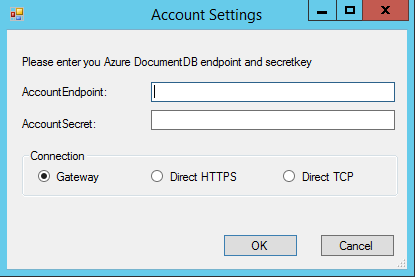 Account Settings
Please enter you Azure DocumentDB endpoint and secretkey
AccountEndpoint:
AccountSecret:
Connection
Gateway Direct HTTPS Direct TCP
OK Cancel